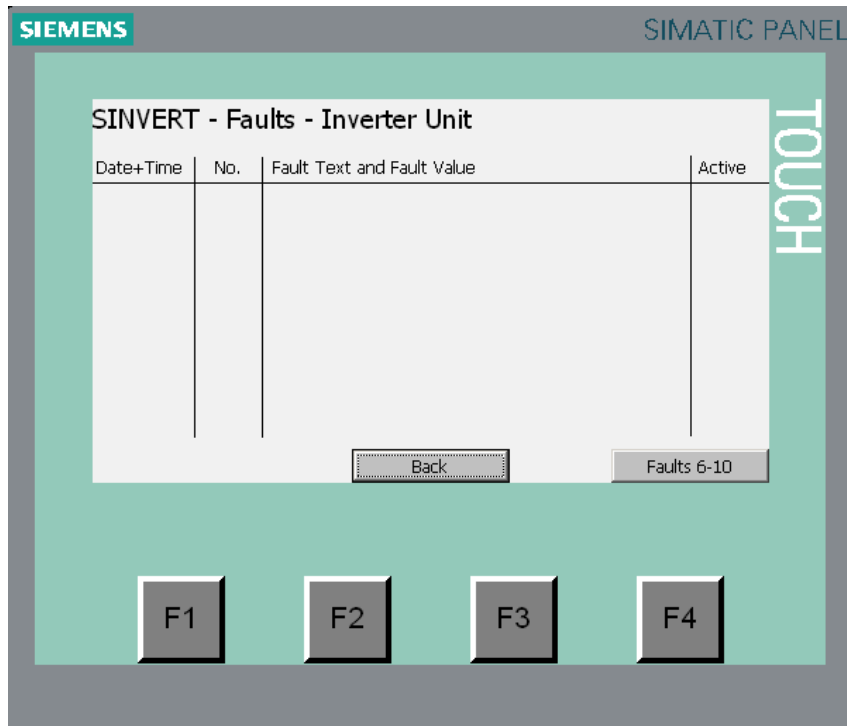 SIEMENS
SIMATIC PANEL
TOUCH
SINVERT - Faults - Inverter Unit
Date+Time No. Fault Text and Fault Value Active
Back Faults 6-10
F1 F2 F3 F4